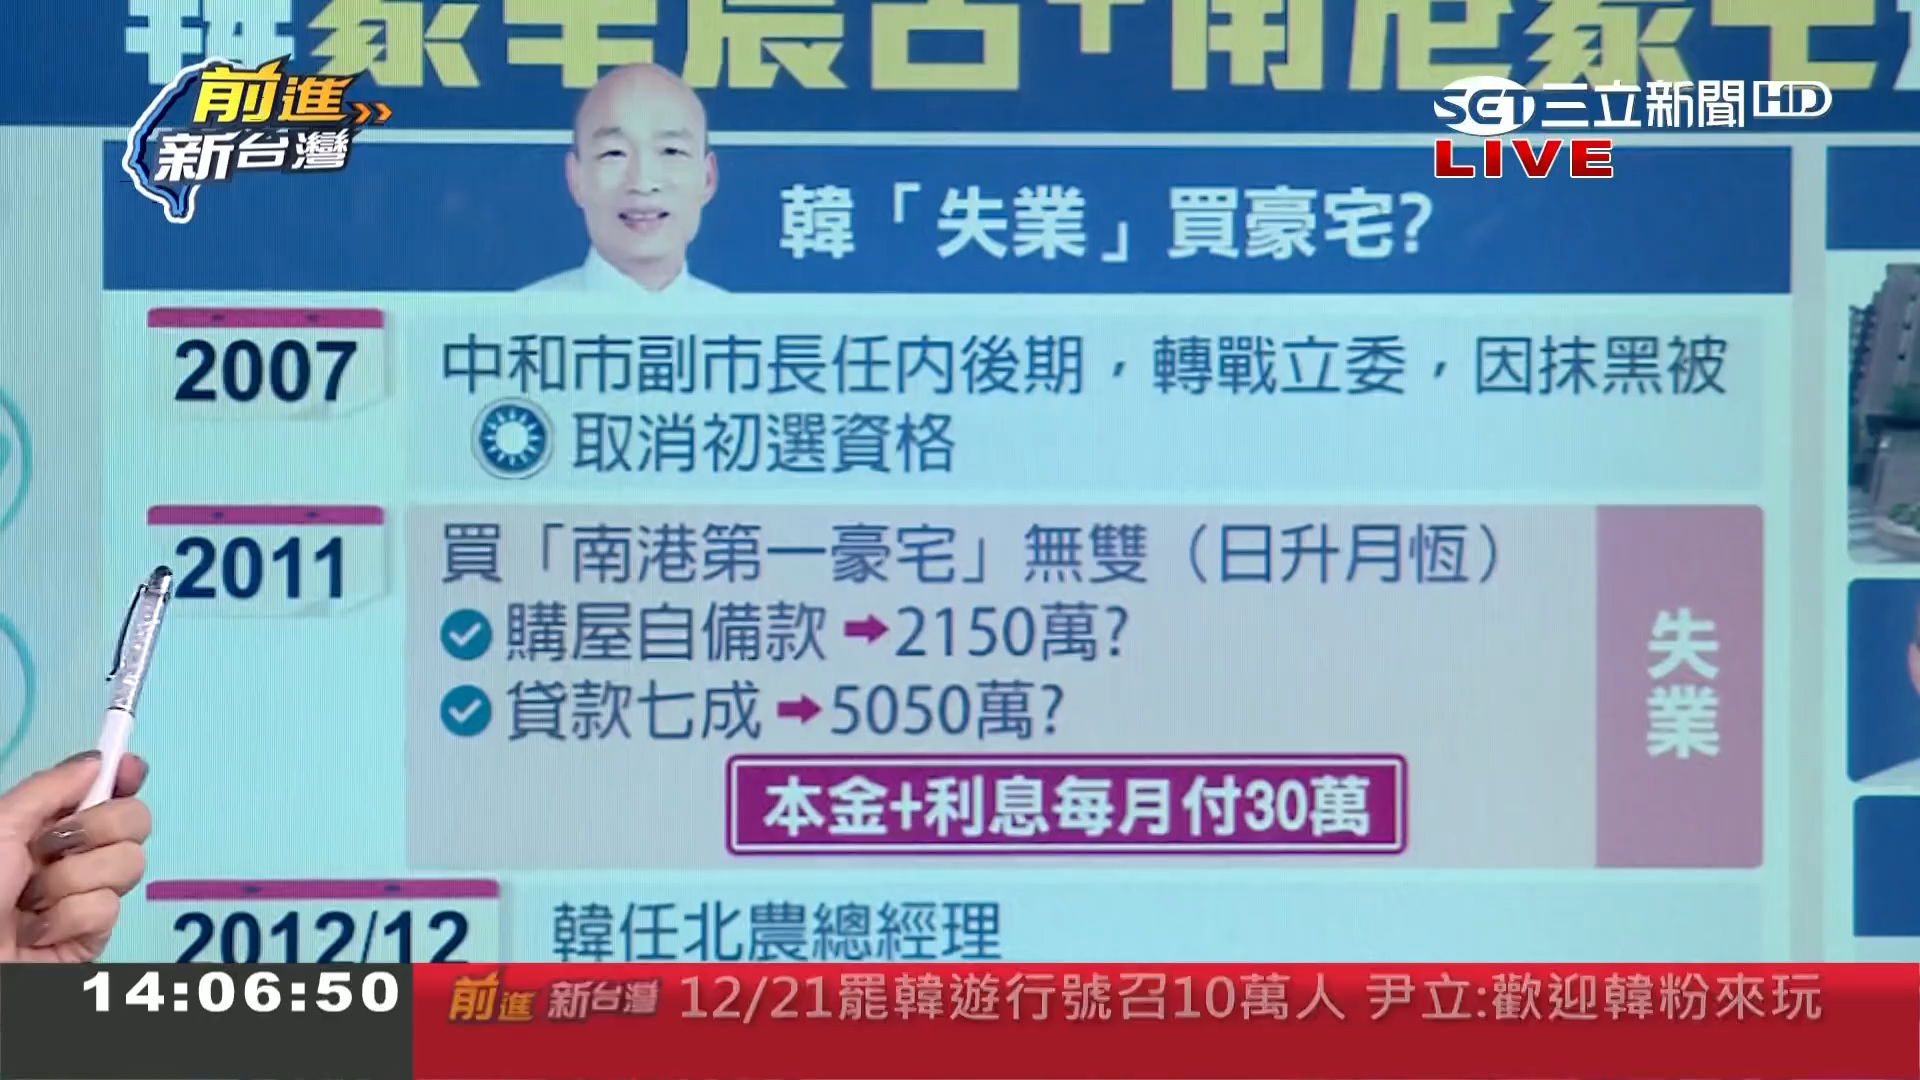 前進
新台灣
SET三立新聞HD
LIVE
韓「失業」買豪宅?
2007
中和市副市長任內後期，轉戰立委，因抹黑被
取消初選資格
2011
買「南港第一豪宅」無雙（日升月恆）
購屋自備款➡2150萬?
貸款七成➡5050萬?
本金+利息每月付30萬
失業
2012/12
韓任北農總經理
14:06:50
前進新台灣 12/21罷韓遊行號召10萬人 尹立:歡迎韓粉來玩